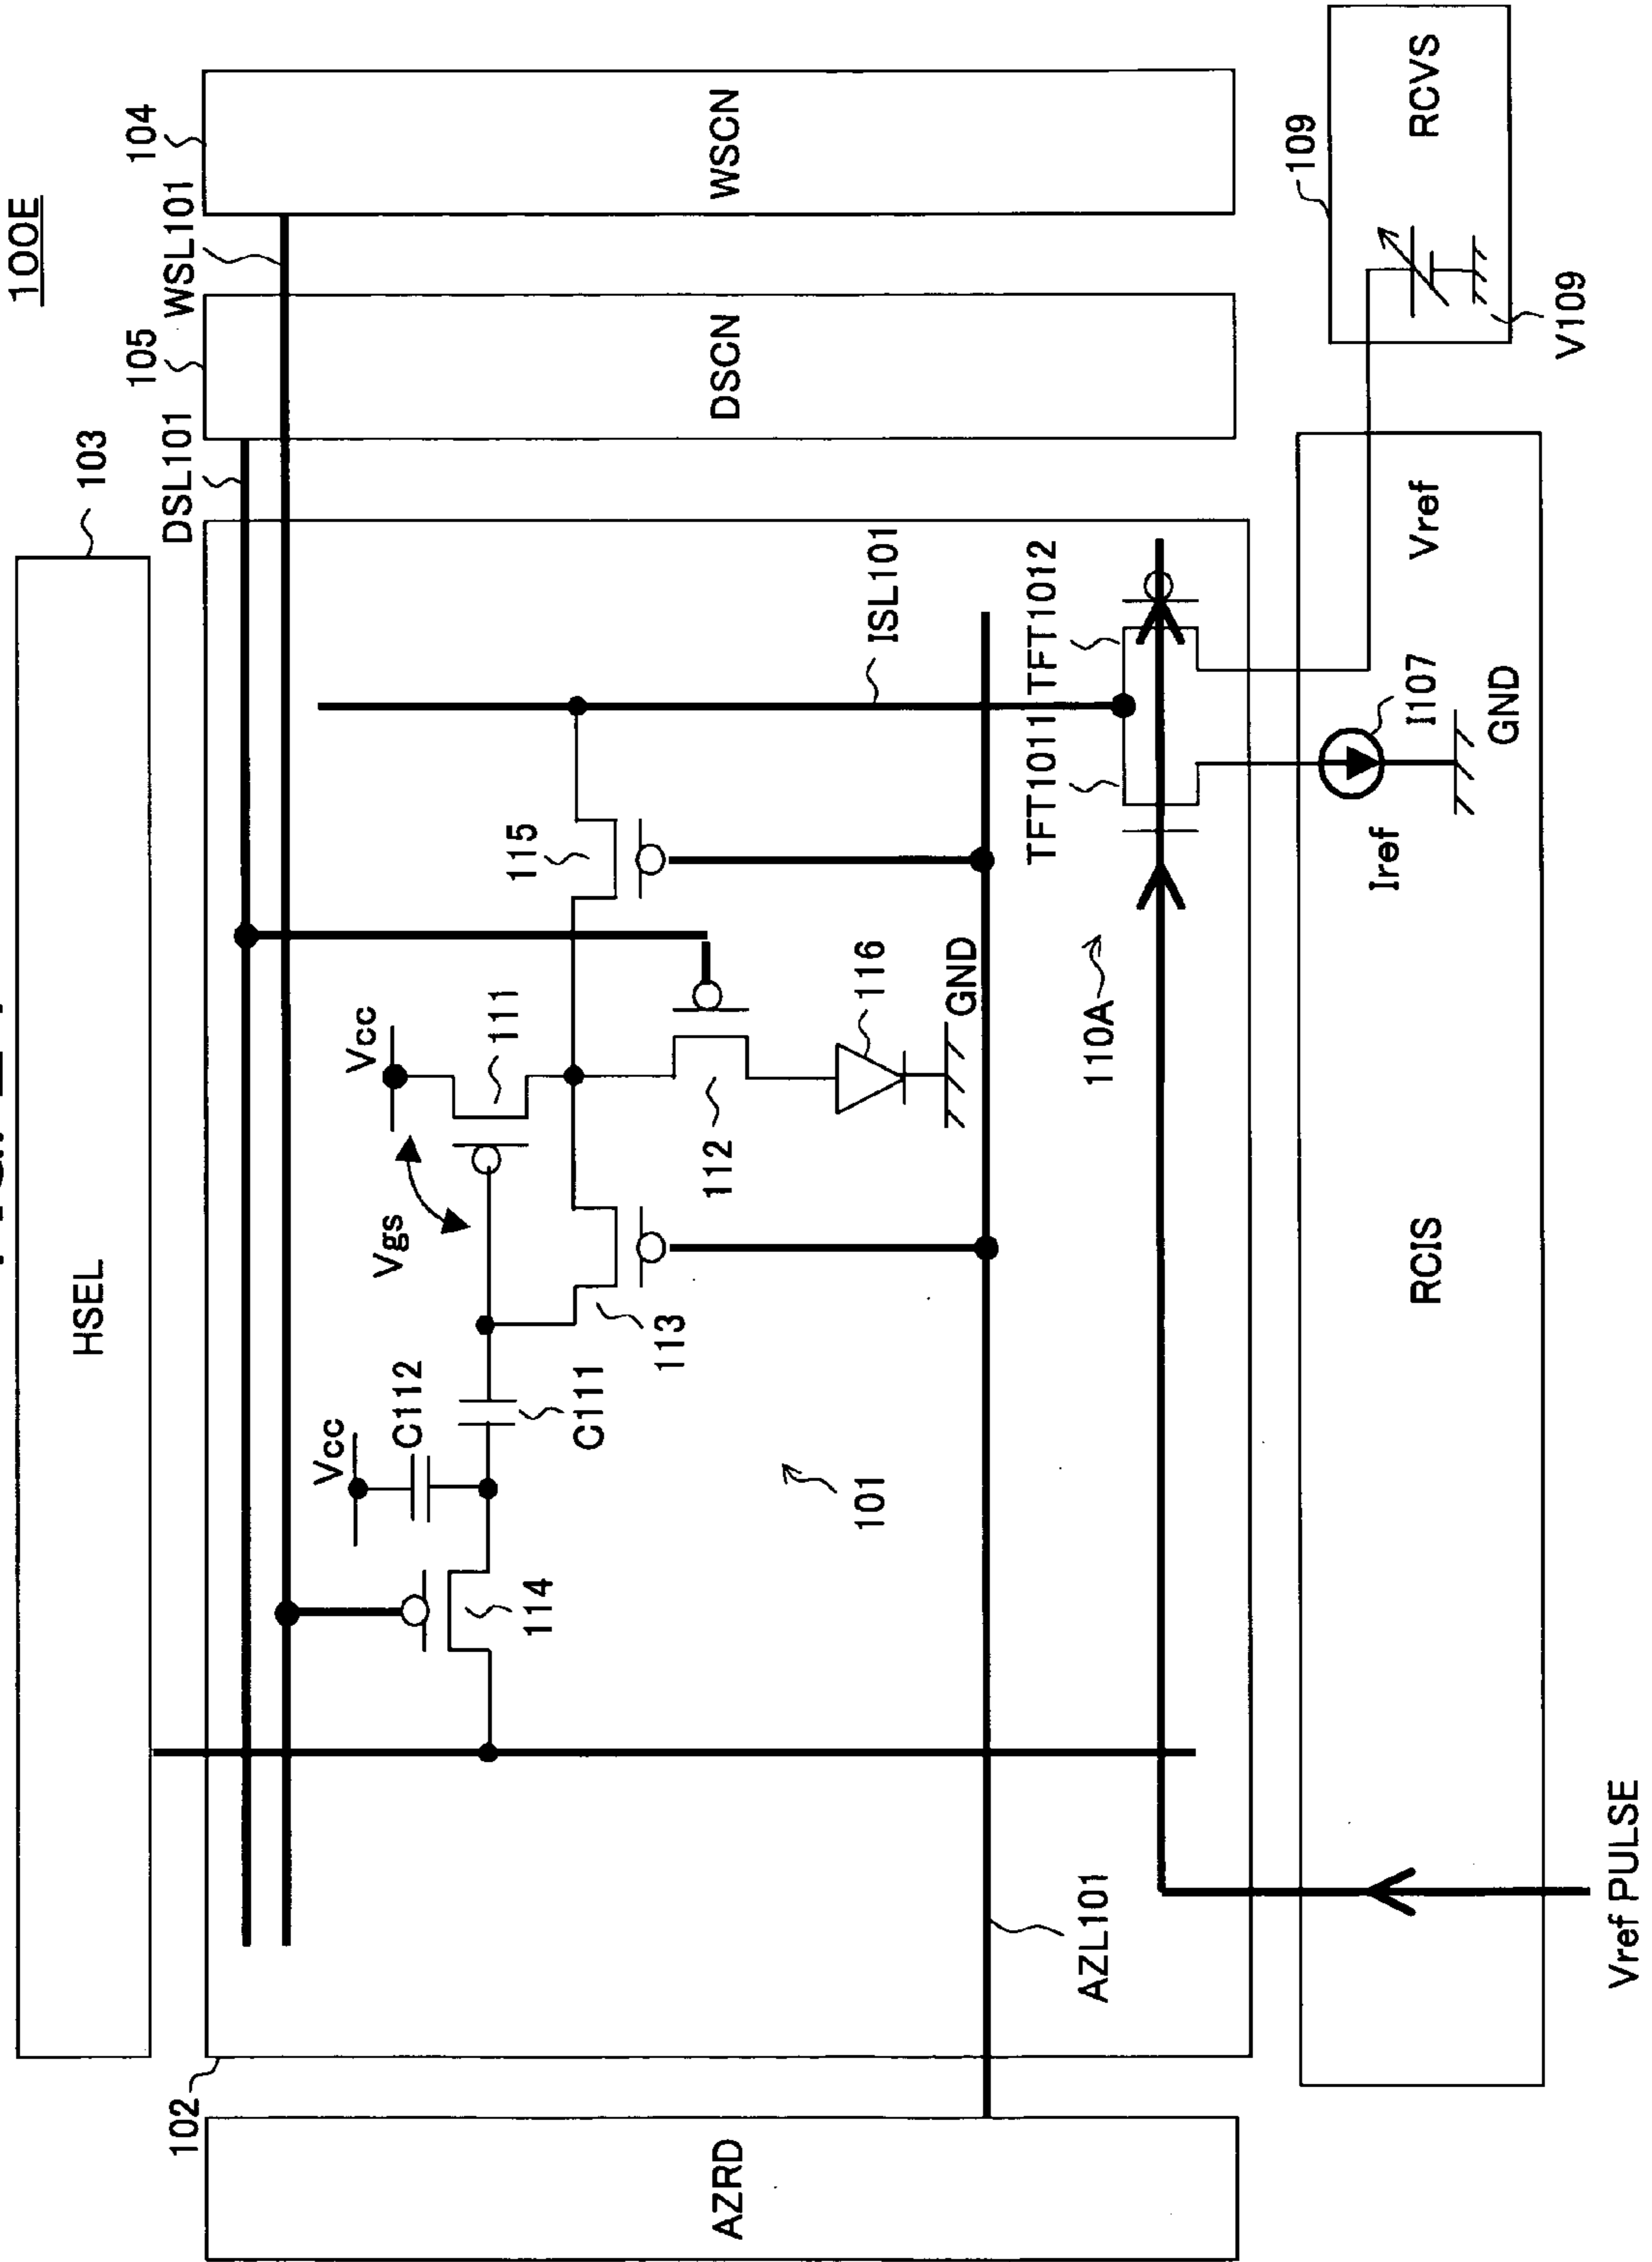 100E
HSEL
103
104
105
WSL101
DSL101
102
AZRD
DSCN
WSCN
Vcc
Vcc
Vgs
C112
C111
111
112
113
114
115
116
GND
101
ISL101
AZL101
110A
TFT1011
TFT1012
RCIS
Iref
I107
GND
Vref
109
RCVS
V109
Vref PULSE